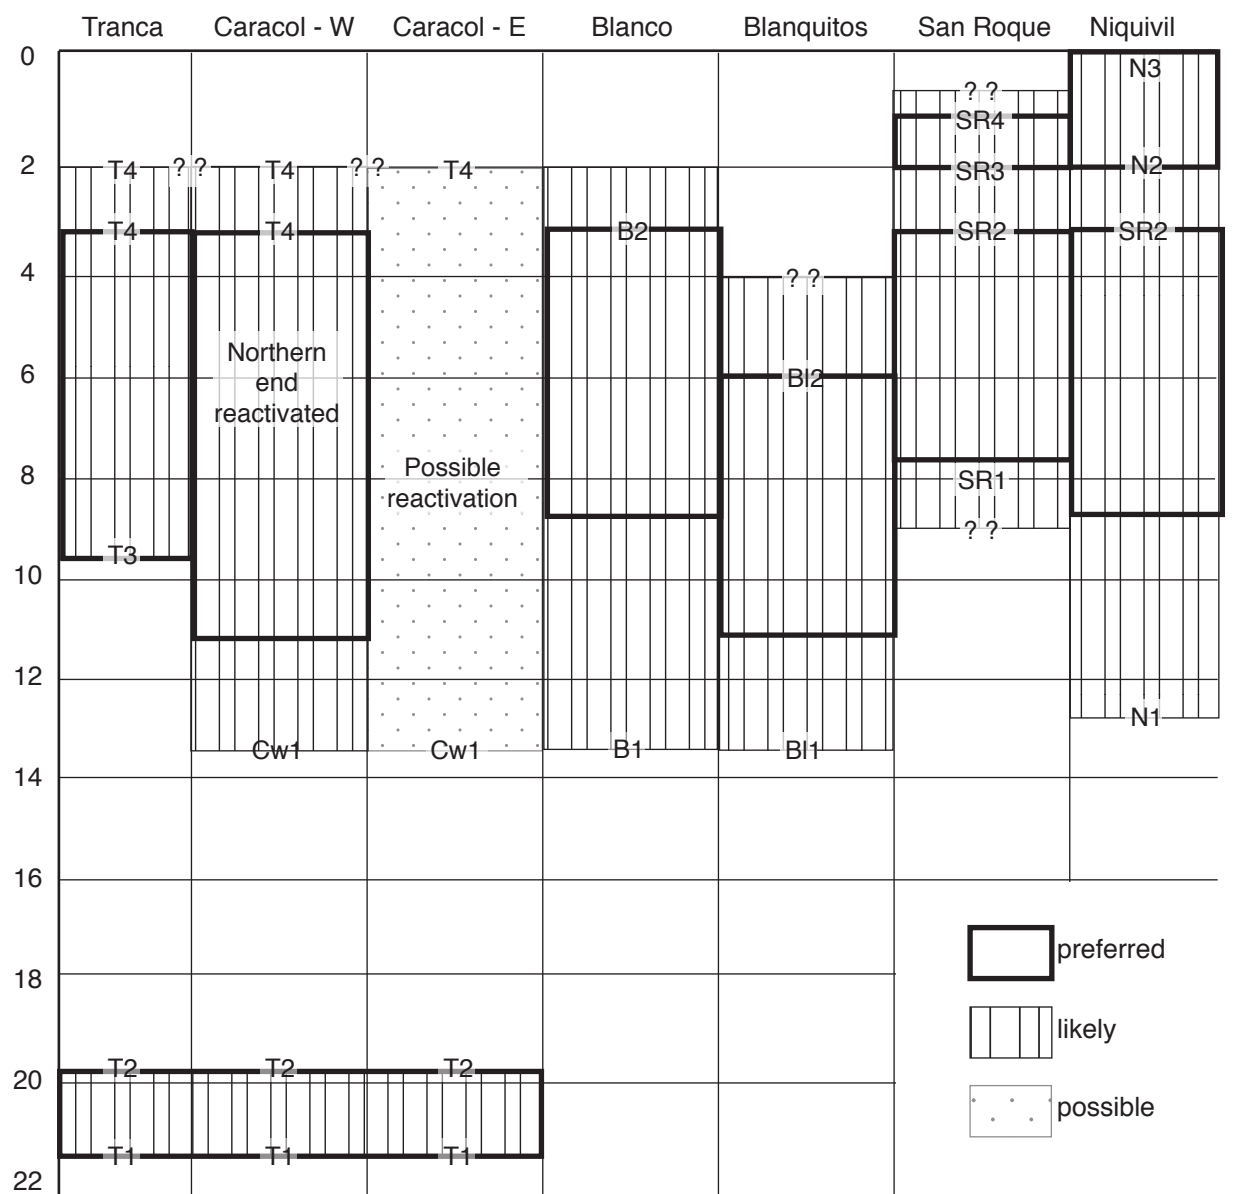 Tranca Caracol - W Caracol - E Blanco Blanquitos San Roque Niquivil
0
N3
? ?
SR4
2 T4 ? ? T4 ? ? T4 SR3 N2
T4 T4 B2 SR2 SR2
4 ? ?
Northern
6 end Bl2
reactivated
Possible
8 reactivation SR1
? ?
T3
10
12
N1
Cw1 Cw1 B1 Bl1
14
16
preferred
18
likely
T2 T2 T2
20
possible
T1 T1 T1
22